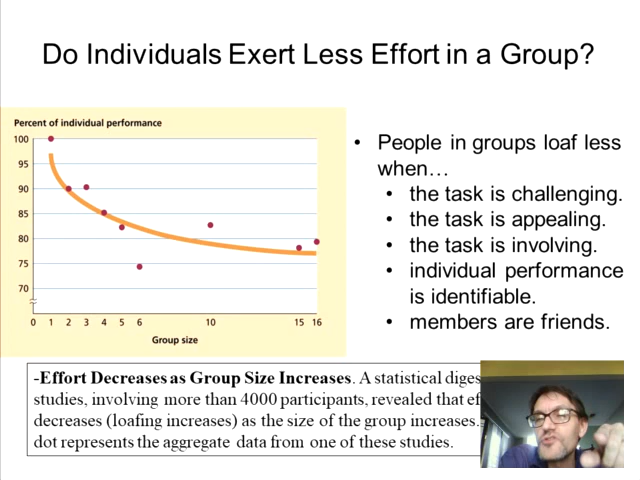 Do Individuals Exert Less Effort in a Group?
Percent of individual performance
100
95
90
85
80
75
70
0 1 2 3 4 5 6 10 15 16
Group size
• People in groups loaf less
when…
• the task is challenging.
• the task is appealing.
• the task is involving.
• individual performance
is identifiable.
• members are friends.
-Effort Decreases as Group Size Increases. A statistical
studies, involving more than 4000 participants, revealed that
decreases (loafing increases) as the size of the group increases.
dot represents the aggregate data from one of these studies.